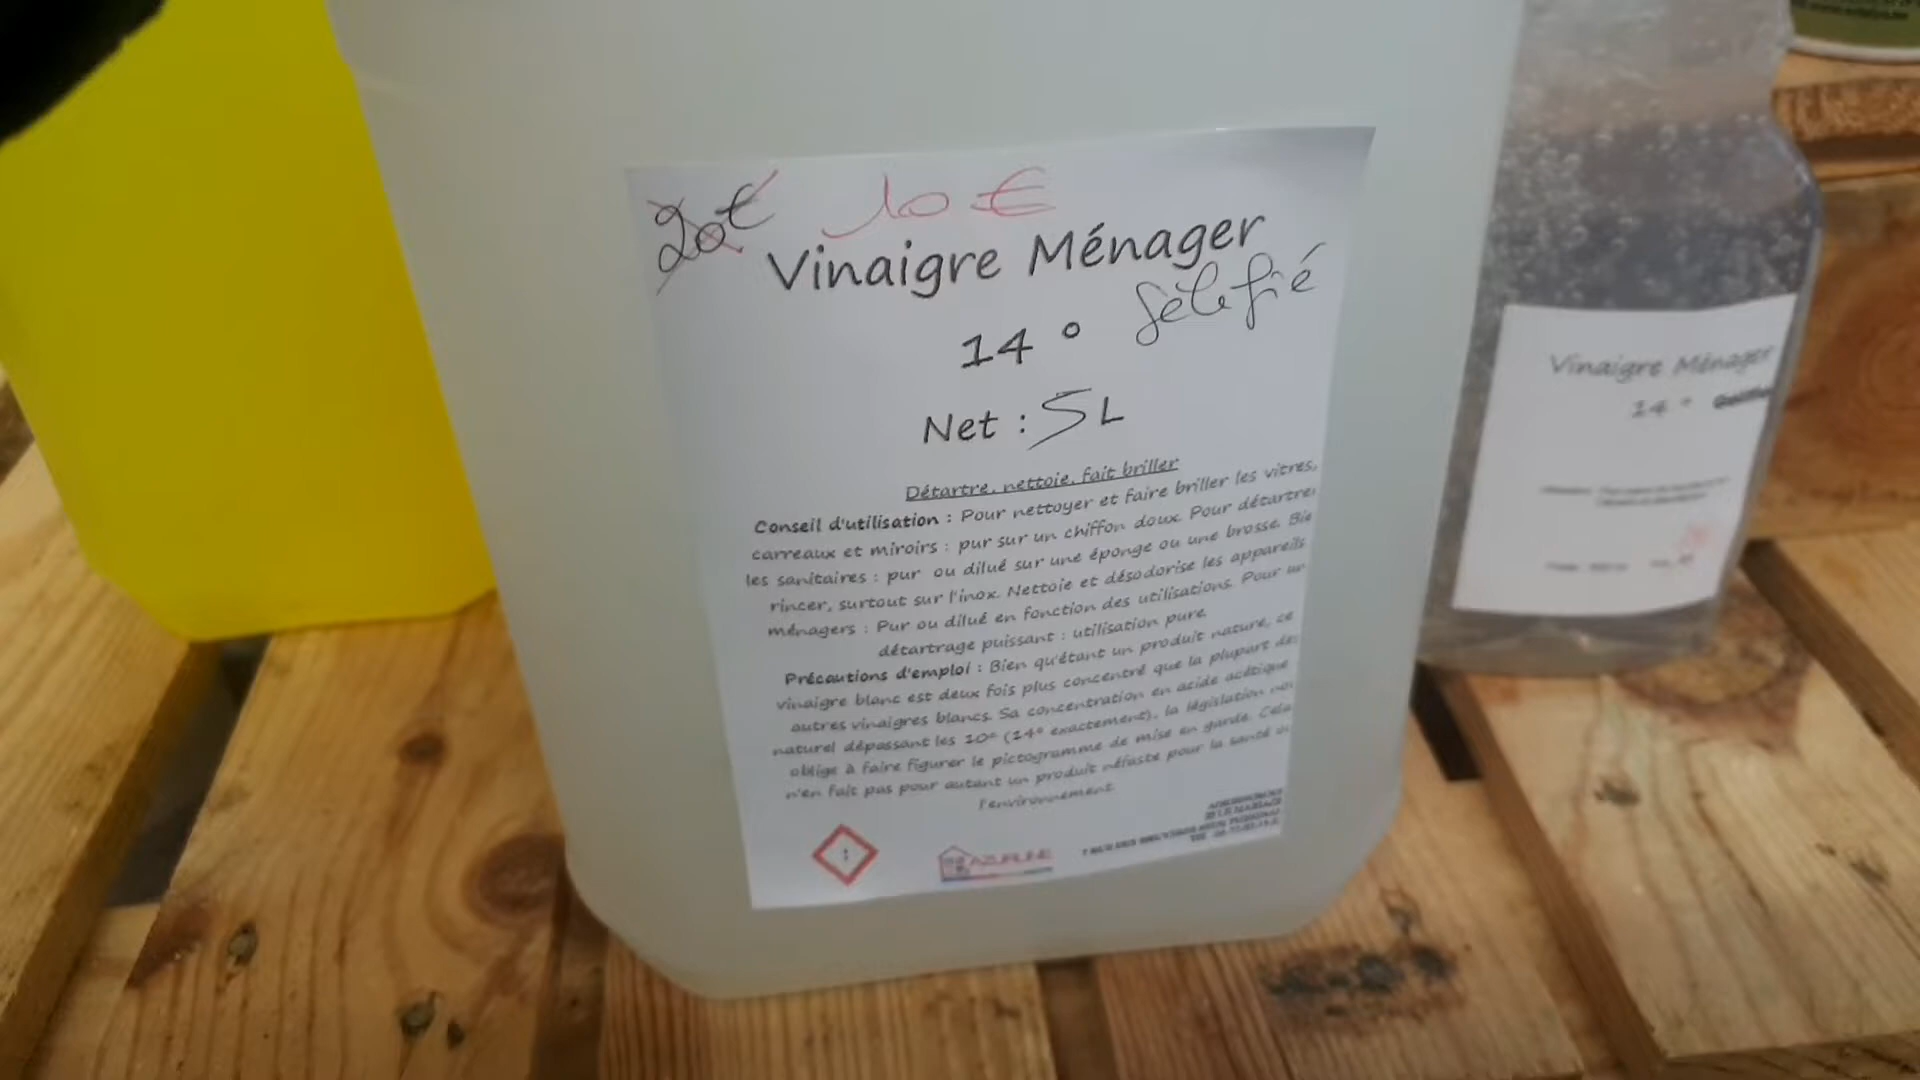 20€ 10€
Vinaigre Ménager
14° Gélifié
Net : 5L
Détartre, nettoie, fait briller
Conseil d'utilisation : Pour nettoyer et faire briller les vitres,
carreaux et miroirs : pur sur un chiffon doux. Pour détartrer
les sanitaires : pur ou dilué sur une éponge ou une brosse. Bie
rincer, surtout sur l'inox. Nettoie et désodorise les appareils
ménagers : Pur ou dilué en fonction des utilisations. Pour un
détartrage puissant : utilisation pure.
Précautions d'emploi : Bien qu'étant un produit nature, ce
vinaigre blanc est deux fois plus concentré que la plupart des
autres vinaigres blancs. Sa concentration en acide acétique
naturel dépassant les 10° (14° exactement), la législation nous
oblige à faire figurer le pictogramme de mise en garde. Cela
n'en fait pas pour autant un produit néfaste pour la santé ou
l'environnement.
AZURLINE
Vinaigre Ménager
14°